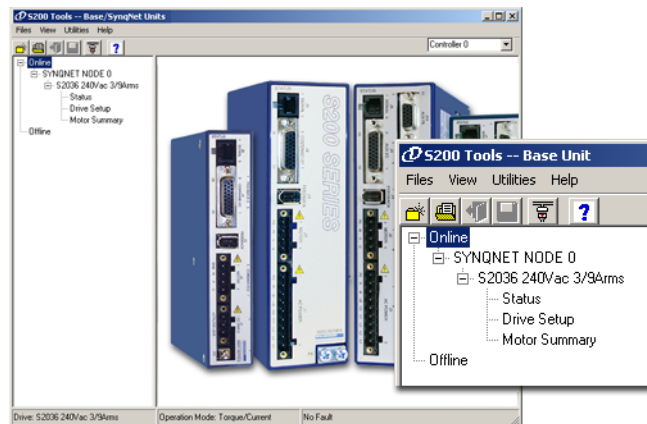 S200 Tools -- Base/SynqNet Units
Files View Utilities Help
Controller 0
Online
SYNQNET NODE 0
S2036 240Vac 3/9Arms
Status
Drive Setup
Motor Summary
Offline
S200 SERIES
Drive: S2036 240Vac 3/9Arms
Operation Mode: Torque/Current
No Fault
S200 Tools -- Base Unit
Files View Utilities Help
Online
SYNQNET NODE 0
S2036 240Vac 3/9Arms
Status
Drive Setup
Motor Summary
Offline